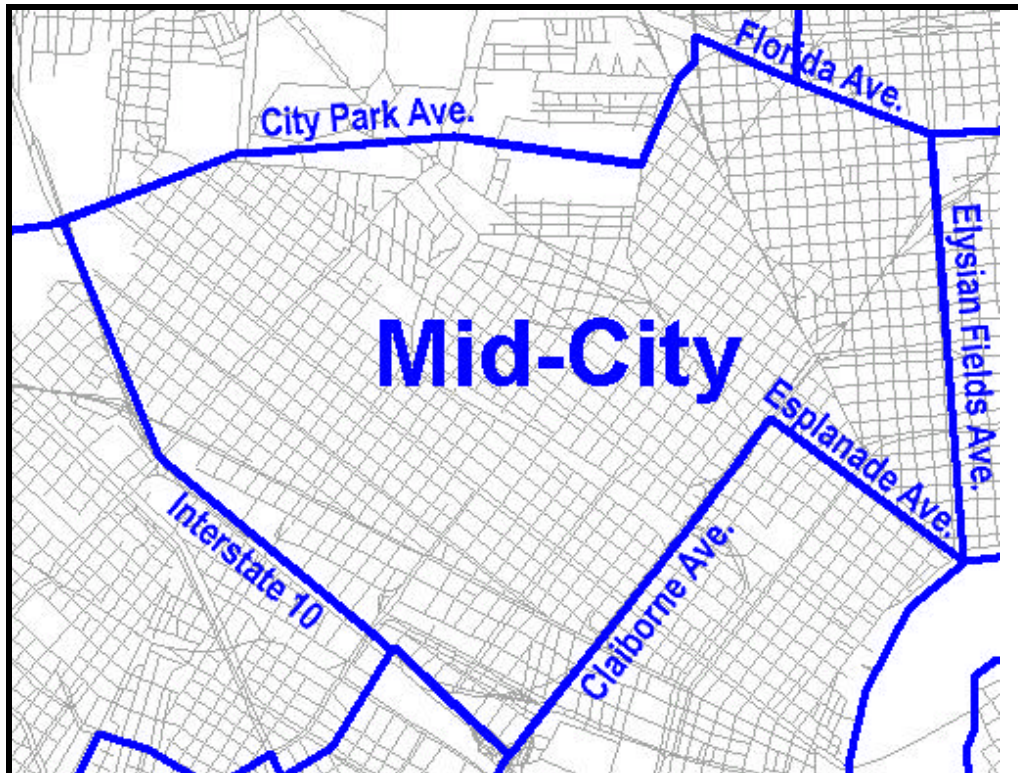 Florida Ave.
City Park Ave.
Elysian Fields Ave.
Mid-City
Esplanade Ave.
Interstate 10
Claiborne Ave.